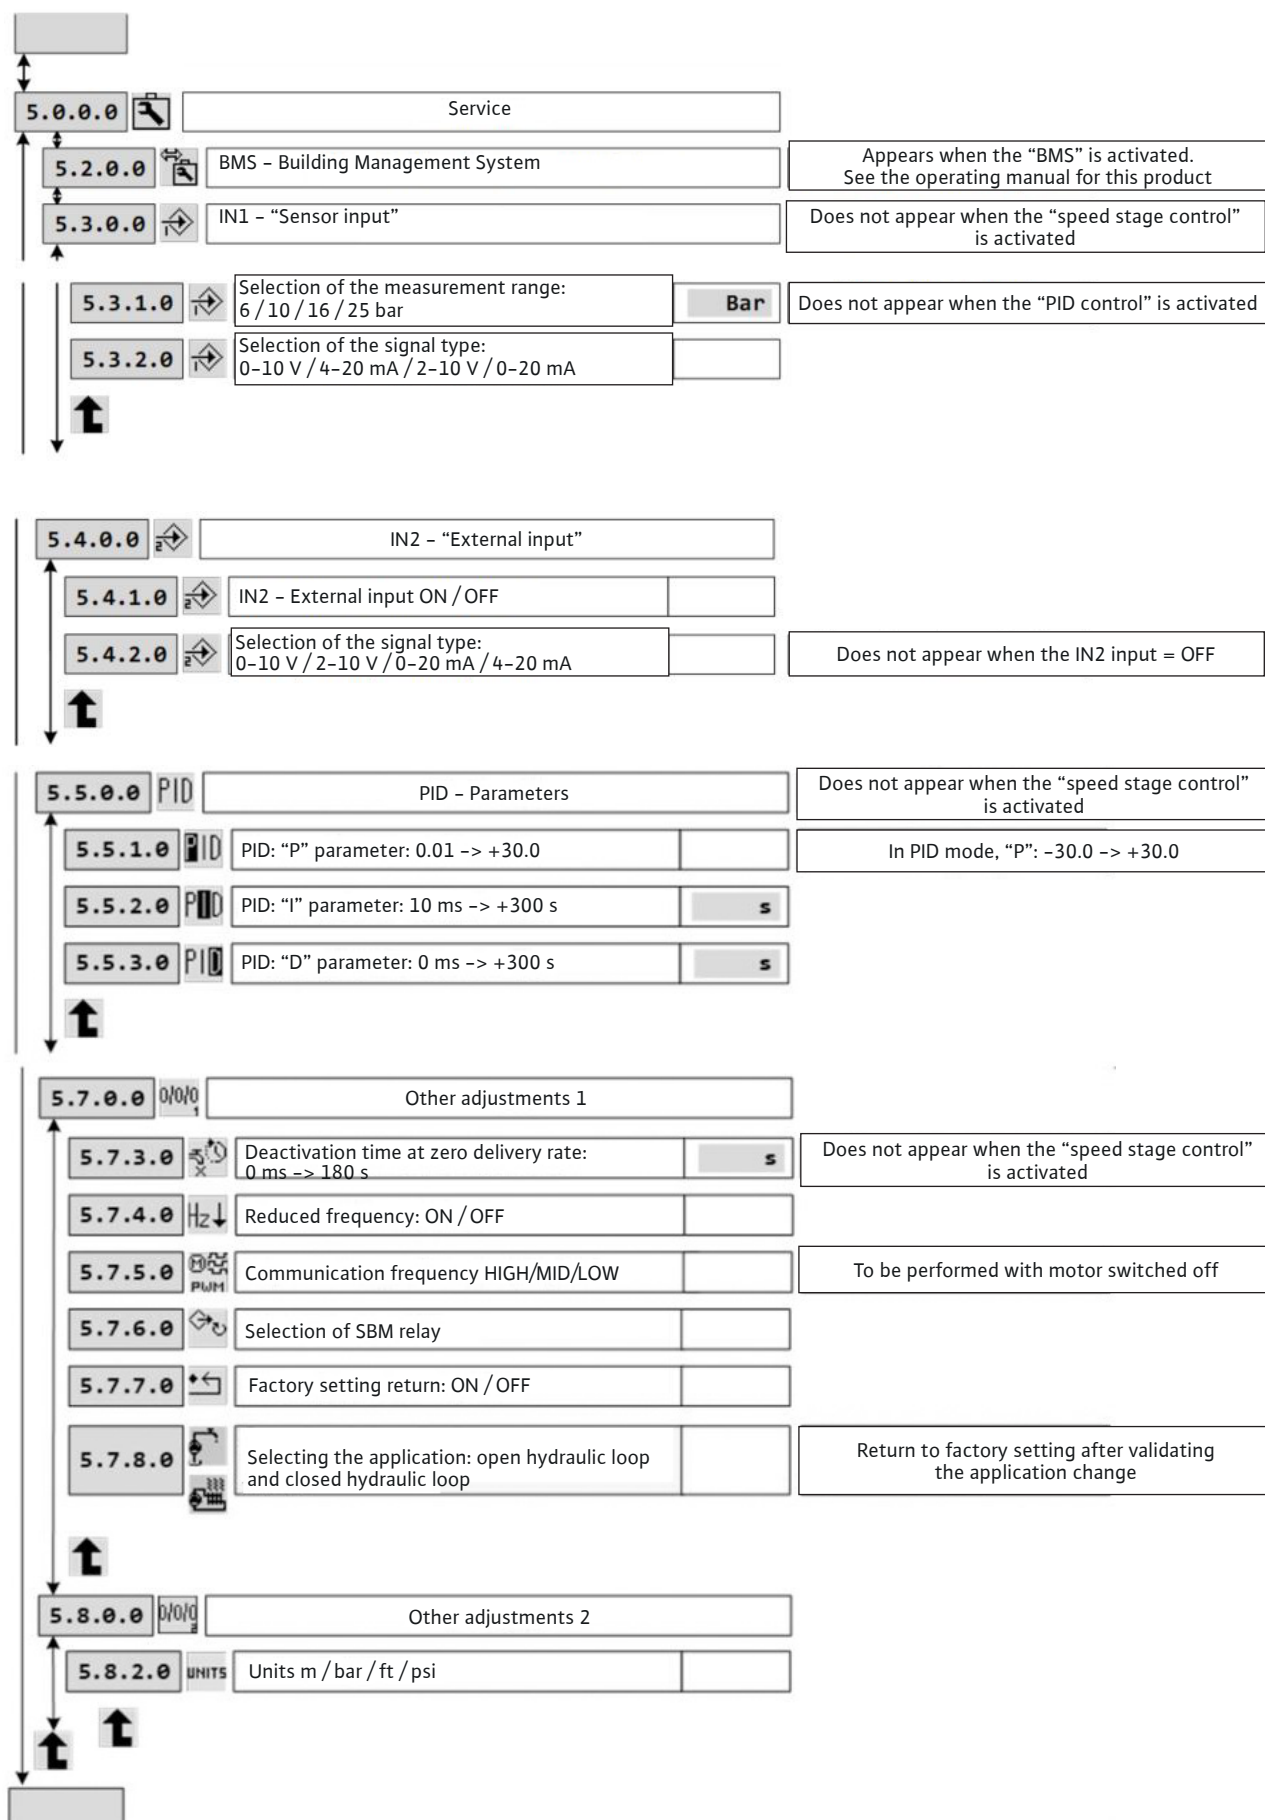 5.0.0.0 Service
5.2.0.0 BMS – Building Management System
Appears when the “BMS” is activated.
See the operating manual for this product
5.3.0.0 1 IN1 – “Sensor input”
Does not appear when the “speed stage control”
is activated
5.3.1.0 1 Selection of the measurement range:
6 / 10 / 16 / 25 bar
Bar
Does not appear when the “PID control” is activated
5.3.2.0 1 Selection of the signal type:
0–10 V / 4–20 mA / 2–10 V / 0–20 mA
5.4.0.0 2 IN2 – “External input”
5.4.1.0 2 IN2 – External input ON / OFF
5.4.2.0 2 Selection of the signal type:
0–10 V / 2–10 V / 0–20 mA / 4–20 mA
Does not appear when the IN2 input = OFF
5.5.0.0 PID PID – Parameters
Does not appear when the “speed stage control”
is activated
5.5.1.0 PID PID: “P” parameter: 0.01 –> +30.0
In PID mode, “P”: –30.0 –> +30.0
5.5.2.0 PID PID: “I” parameter: 10 ms –> +300 s s
5.5.3.0 PID PID: “D” parameter: 0 ms –> +300 s s
5.7.0.0 0/0/0 1 Other adjustments 1
5.7.3.0 Deactivation time at zero delivery rate:
0 ms –> 180 s
s
Does not appear when the “speed stage control”
is activated
5.7.4.0 Hz Reduced frequency: ON / OFF
5.7.5.0 M PWM Communication frequency HIGH/MID/LOW
To be performed with motor switched off
5.7.6.0 Selection of SBM relay
5.7.7.0 Factory setting return: ON / OFF
5.7.8.0 Selecting the application: open hydraulic loop
and closed hydraulic loop
Return to factory setting after validating
the application change
5.8.0.0 0/0/0 2 Other adjustments 2
5.8.2.0 UNITS Units m / bar / ft / psi